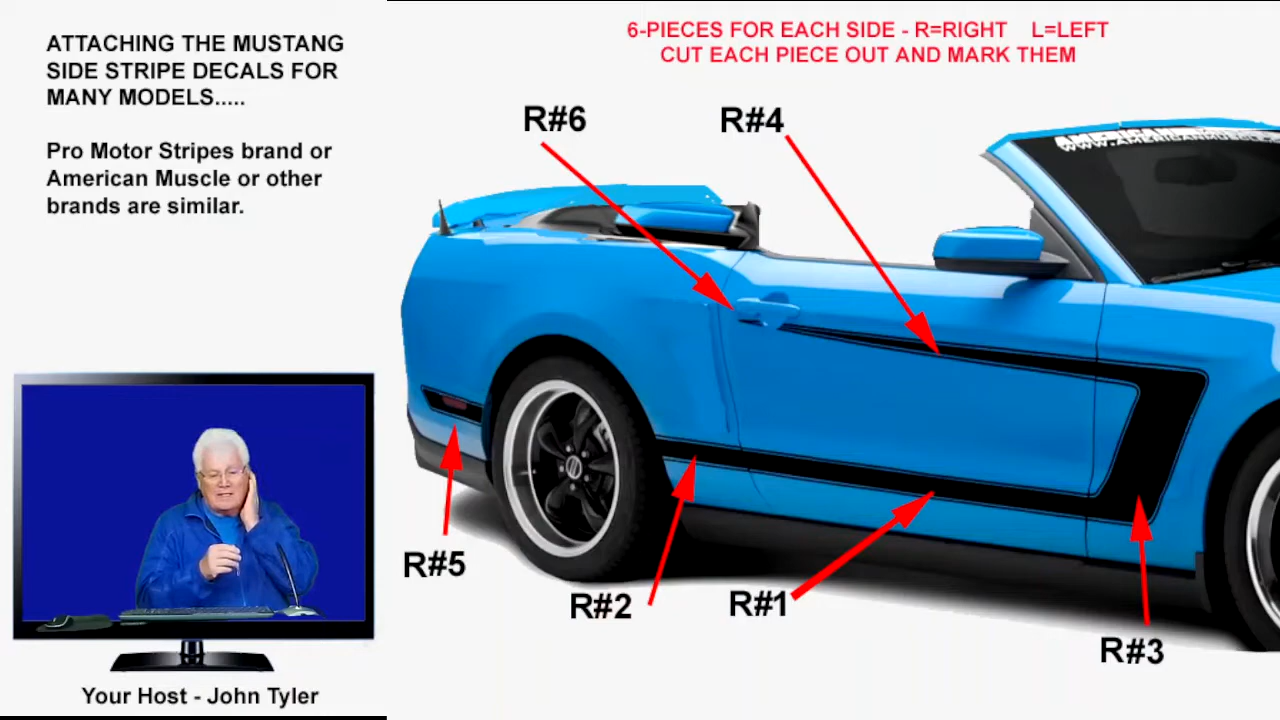 ATTACHING THE MUSTANG
SIDE STRIPE DECALS FOR
MANY MODELS.....
Pro Motor Stripes brand or
American Muscle or other
brands are similar.
Your Host - John Tyler
6-PIECES FOR EACH SIDE - R=RIGHT    L=LEFT
CUT EACH PIECE OUT AND MARK THEM
R#6
R#4
R#5
R#2
R#1
R#3